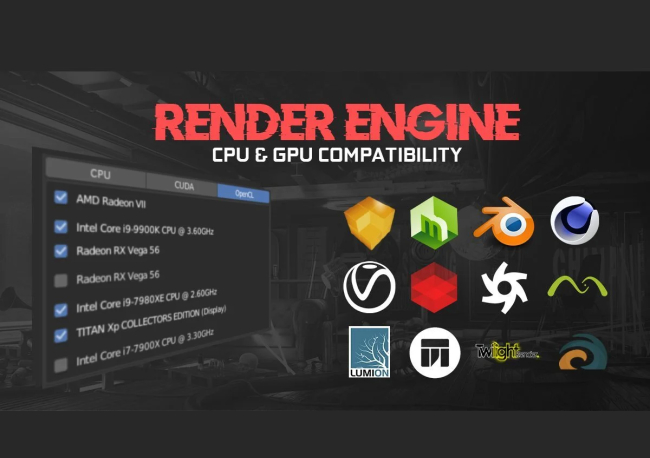 RENDER ENGINE
CPU & GPU COMPATIBILITY
CPU
CUDA
OpenCL
AMD Radeon VII
Intel Core i9-9900K CPU @ 3.60GHz
Radeon RX Vega 56
Radeon RX Vega 56
Intel Core i9-7980XE CPU @ 2.60GHz
TITAN Xp COLLECTORS EDITION (Display)
Intel Core i7-7900X CPU @ 3.30GHz
LUMION
Twilight Render